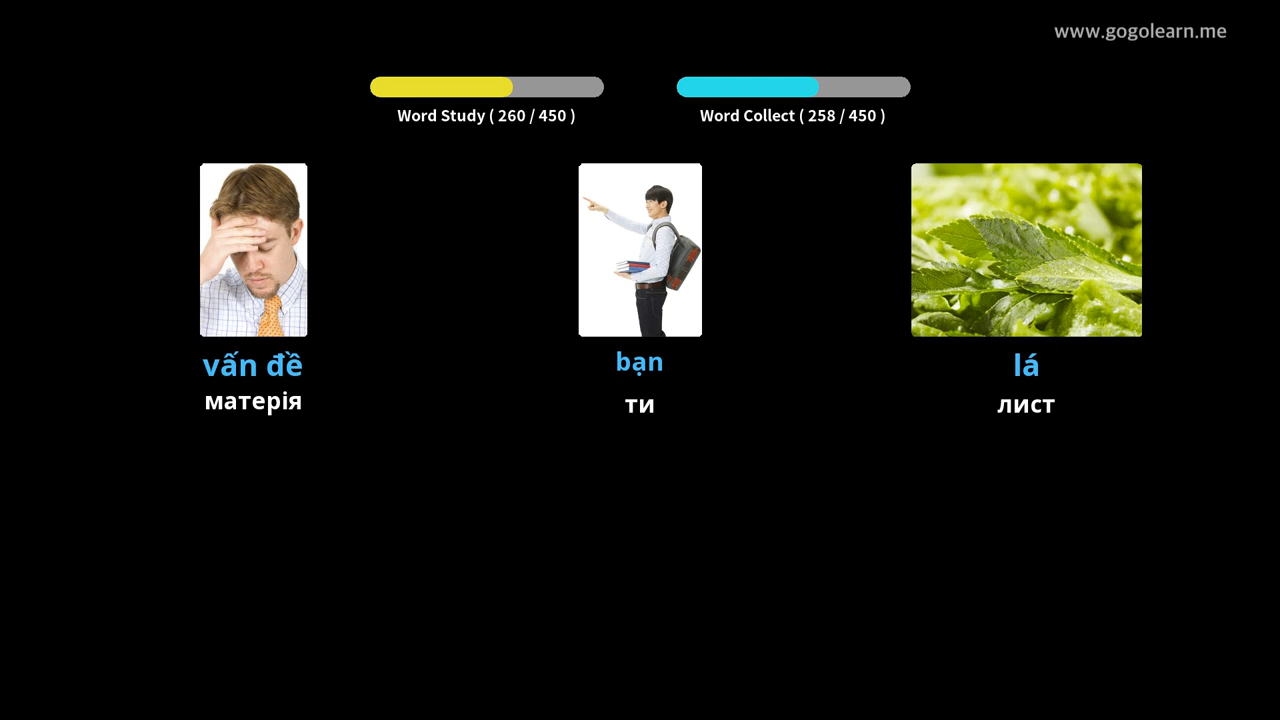 www.gogolearn.me
Word Study ( 260 / 450 )
Word Collect ( 258 / 450 )
vấn đề
матерія
bạn
ти
lá
лист